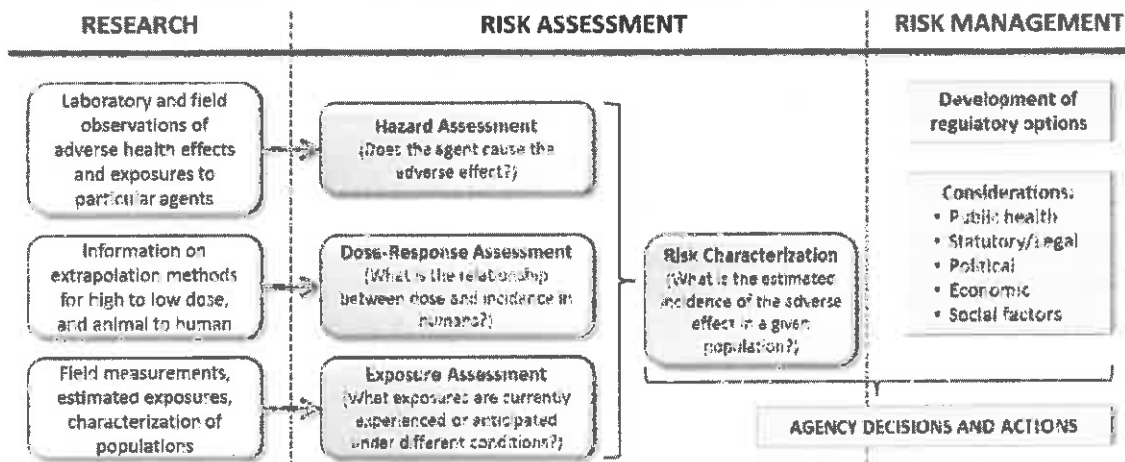 RESEARCH
RISK ASSESSMENT
RISK MANAGEMENT
Laboratory and field
observations of
adverse health effects
and exposures to
particular agents
Hazard Assessment
(Does the agent cause the
adverse effect?)
Information on
extrapolation methods
for high to low dose,
and animal to human
Dose-Response Assessment
(What is the relationship
between dose and incidence in
humans?)
Field measurements,
estimated exposures,
characterization of
populations
Exposure Assessment
(What exposures are currently
experienced or anticipated
under different conditions?)
Risk Characterization
(What is the estimated
incidence of the adverse
effect in a given
population?)
Development of
regulatory options
Considerations:
• Public health
• Statutory/Legal
• Political
• Economic
• Social factors
AGENCY DECISIONS AND ACTIONS